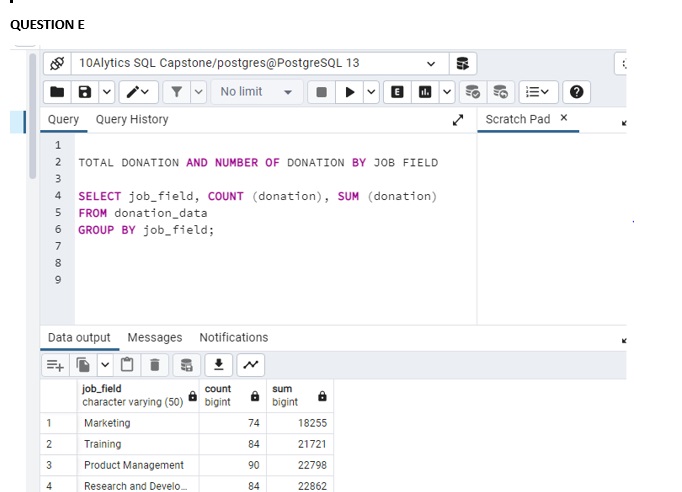 QUESTION E
10Alytics SQL Capstone/postgres@PostgreSQL 13
No limit
E
Query Query History
Scratch Pad ×
1
2 TOTAL DONATION AND NUMBER OF DONATION BY JOB FIELD
3
4 SELECT job_field, COUNT (donation), SUM (donation)
5 FROM donation_data
6 GROUP BY job_field;
7
8
9
Data output Messages Notifications
job_field count sum
character varying (50) bigint bigint
1 Marketing 74 18255
2 Training 84 21721
3 Product Management 90 22798
4 Research and Develo... 84 22862